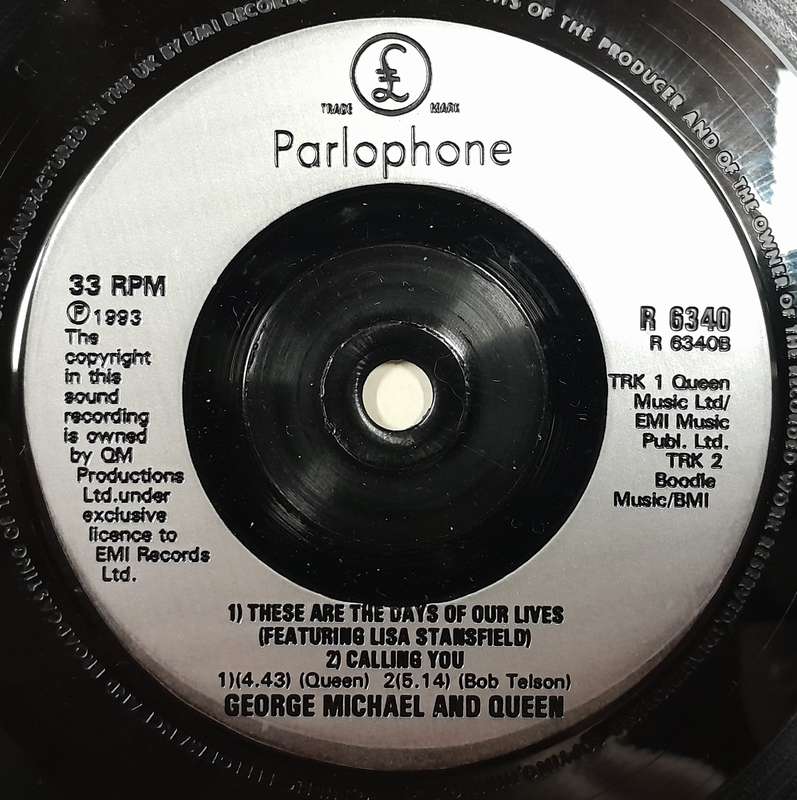 MANUFACTURED IN THE UK BY EMI RECORDS
OF THE PRODUCER AND OF THE OWNER OF THE RECORDED WORK RESERVED
£
TRADE MARK
Parlophone
33 RPM
Ⓟ 1993
The
copyright
in this
sound
recording
is owned
by QM
Productions
Ltd.under
exclusive
licence to
EMI Records
Ltd.
R 6340
R 6340B
TRK 1 Queen
Music Ltd/
EMI Music
Publ. Ltd.
TRK 2
Boodle
Music/BMI
1) THESE ARE THE DAYS OF OUR LIVES
(FEATURING LISA STANSFIELD)
2) CALLING YOU
1)(4.43) (Queen) 2(5.14) (Bob Telson)
GEORGE MICHAEL AND QUEEN